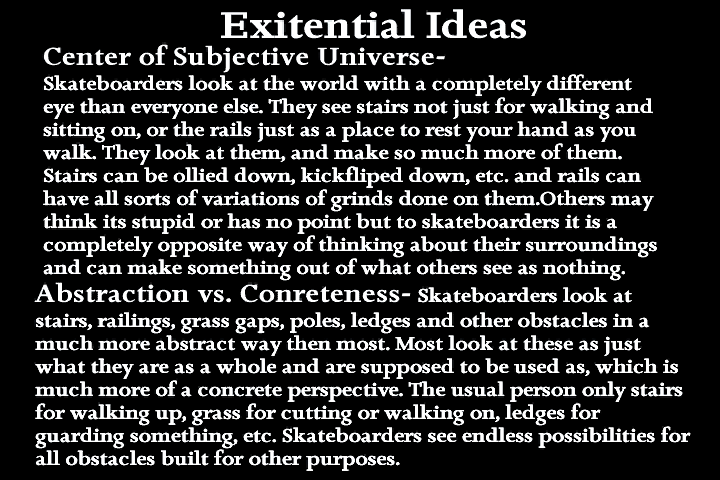 Exitential Ideas
Center of Subjective Universe-
Skateboarders look at the world with a completely different
eye than everyone else. They see stairs not just for walking and
sitting on, or the rails just as a place to rest your hand as you
walk. They look at them, and make so much more of them.
Stairs can be ollied down, kickfliped down, etc. and rails can
have all sorts of variations of grinds done on them.Others may
think its stupid or has no point but to skateboarders it is a
completely opposite way of thinking about their surroundings
and can make something out of what others see as nothing.
Abstraction vs. Conreteness- Skateboarders look at
stairs, railings, grass gaps, poles, ledges and other obstacles in a
much more abstract way then most. Most look at these as just
what they are as a whole and are supposed to be used as, which is
much more of a concrete perspective. The usual person only stairs
for walking up, grass for cutting or walking on, ledges for
guarding something, etc. Skateboarders see endless possibilities for
all obstacles built for other purposes.